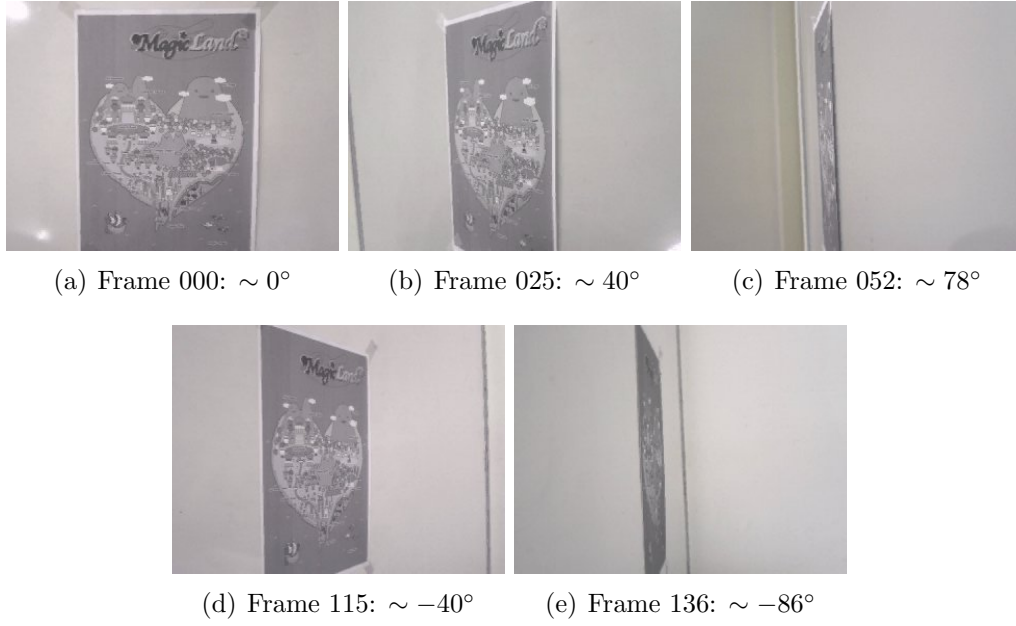 MagicLand
MagicLand
(a) Frame 000: ∼ 0°
(b) Frame 025: ∼ 40°
(c) Frame 052: ∼ 78°
MagicLand
(d) Frame 115: ∼ −40°
(e) Frame 136: ∼ −86°